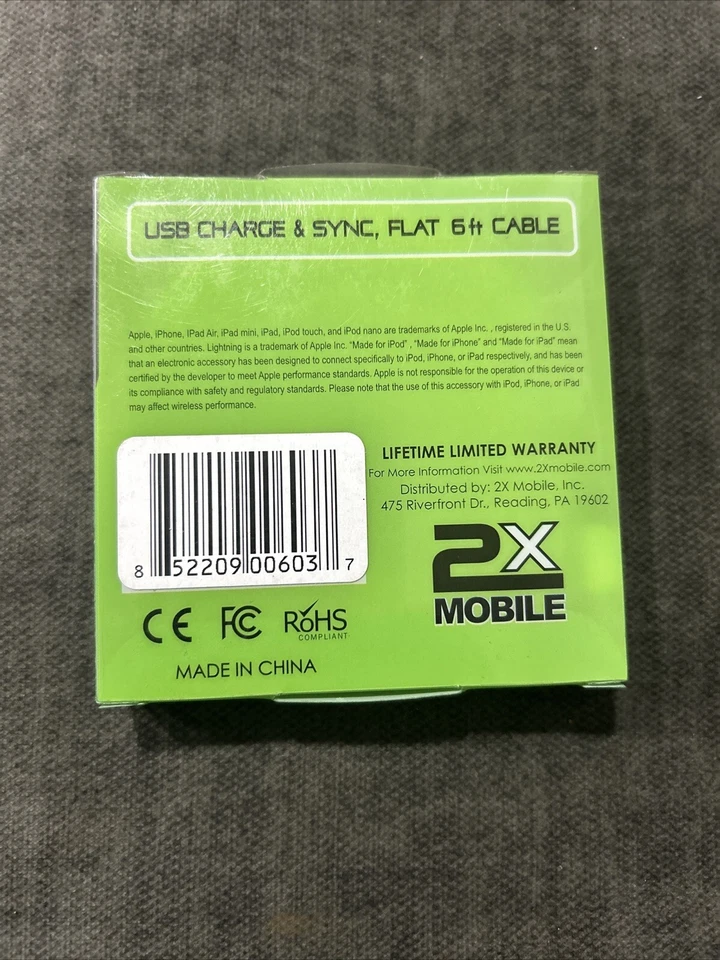 USB CHARGE & SYNC, FLAT 6ft CABLE
Apple, iPhone, IPad Air, iPad mini, iPad, iPod touch, and iPod nano are trademarks of Apple Inc. , registered in the U.S.
and other countries. Lightning is a trademark of Apple Inc. "Made for iPod" , "Made for iPhone" and "Made for iPad" mean
that an electronic accessory has been designed to connect specifically to iPod, iPhone, or iPad respectively, and has been
certified by the developer to meet Apple performance standards. Apple is not responsible for the operation of this device or
its compliance with safety and regulatory standards. Please note that the use of this accessory with iPod, iPhone, or iPad
may affect wireless performance.
LIFETIME LIMITED WARRANTY
For More Information Visit www.2Xmobile.com
Distributed by: 2X Mobile, Inc.
475 Riverfront Dr., Reading, PA 19602
8 52209 00603 7
2X
MOBILE
CE FC RoHS
COMPLIANT
MADE IN CHINA